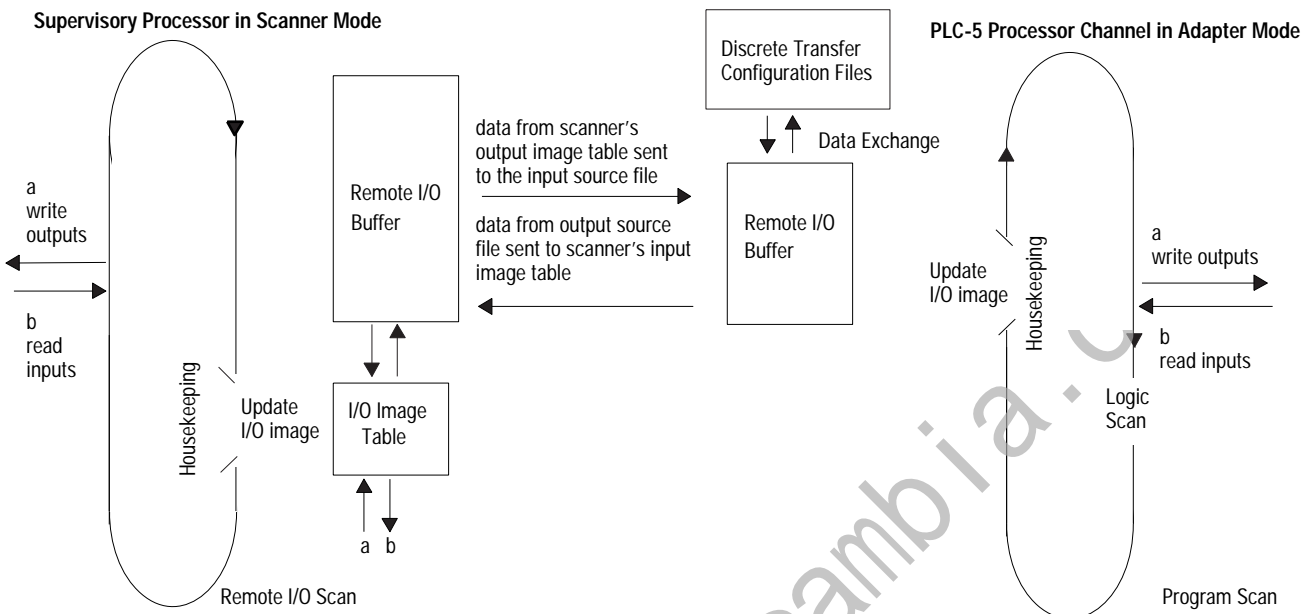 Supervisory Processor in Scanner Mode
PLC-5 Processor Channel in Adapter Mode
Discrete Transfer
Configuration Files
Data Exchange
data from scanner's
output image table sent
to the input source file
Remote I/O
Buffer
data from output source
file sent to scanner's input
image table
Remote I/O
Buffer
a
write
outputs
b
read
inputs
Housekeeping
Update
I/O image
I/O Image
Table
a b
Remote I/O Scan
Update
I/O image
Housekeeping
a
write outputs
b
read inputs
Logic
Scan
Program Scan
ambia.c